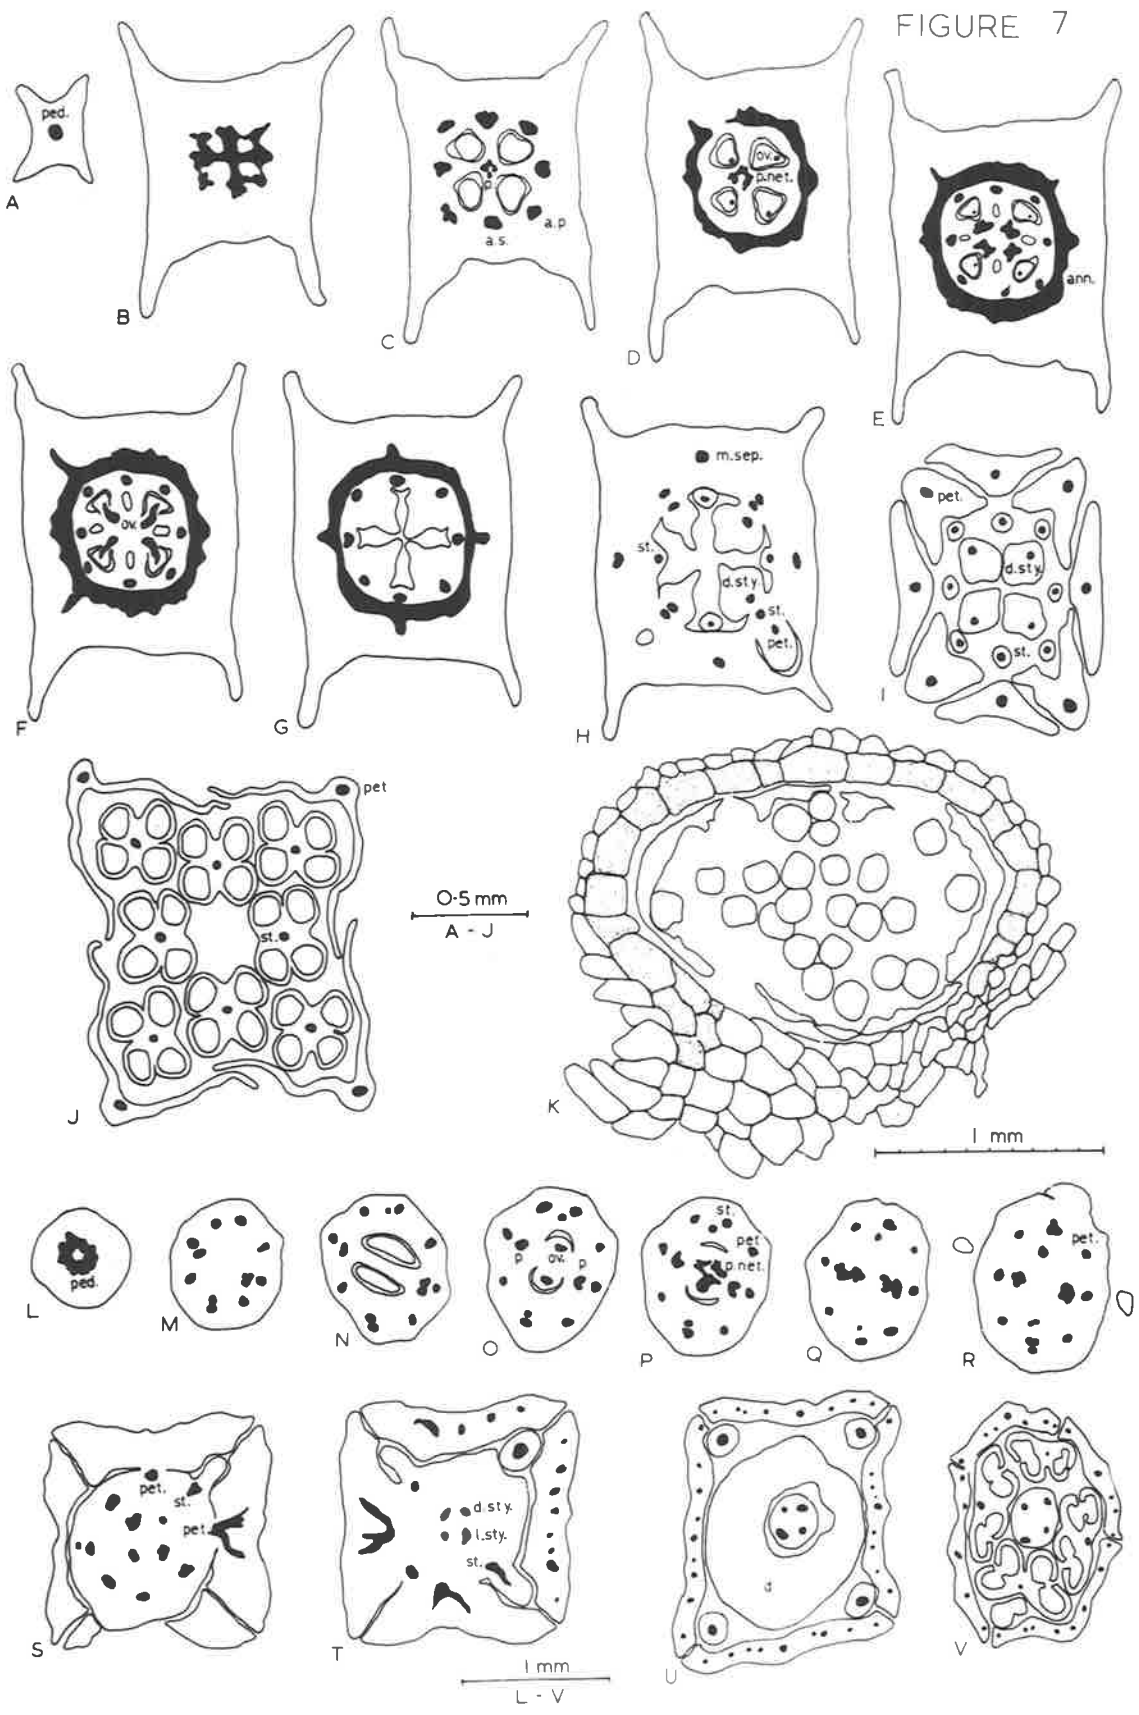 FIGURE 7
ped.
A
B
p
a.p
a.s.
C
ov.
p.net.
D
ann.
E
ov.
F
G
m.sep.
st.
d.sty.
st.
pet.
H
pet.
d.sty.
st.
I
pet
st.
J
0·5 mm
A - J
K
1 mm
ped.
L
M
N
p
ov.
p
O
st.
pet
p.net.
P
Q
pet.
R
pet.
st.
pet.
S
d.sty.
l.sty.
st.
T
d
U
V
1 mm
L - V